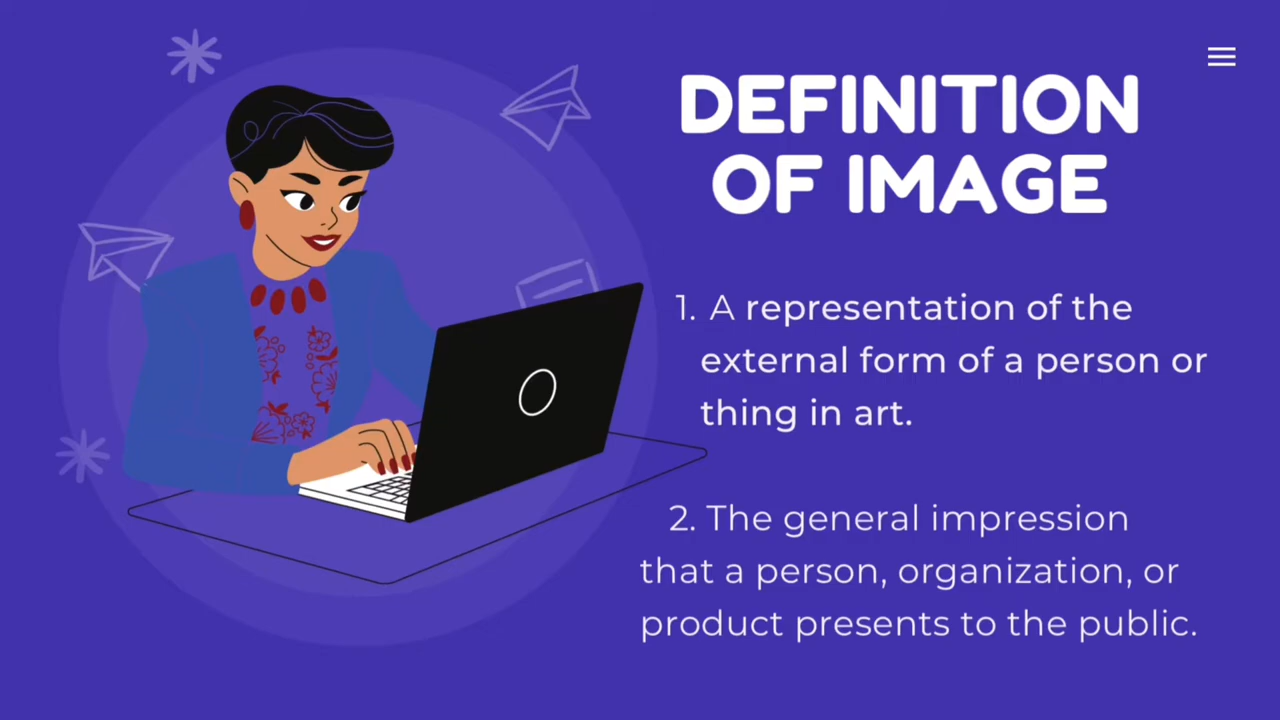 DEFINITION
OF IMAGE
1. A representation of the
external form of a person or
thing in art.
2. The general impression
that a person, organization, or
product presents to the public.